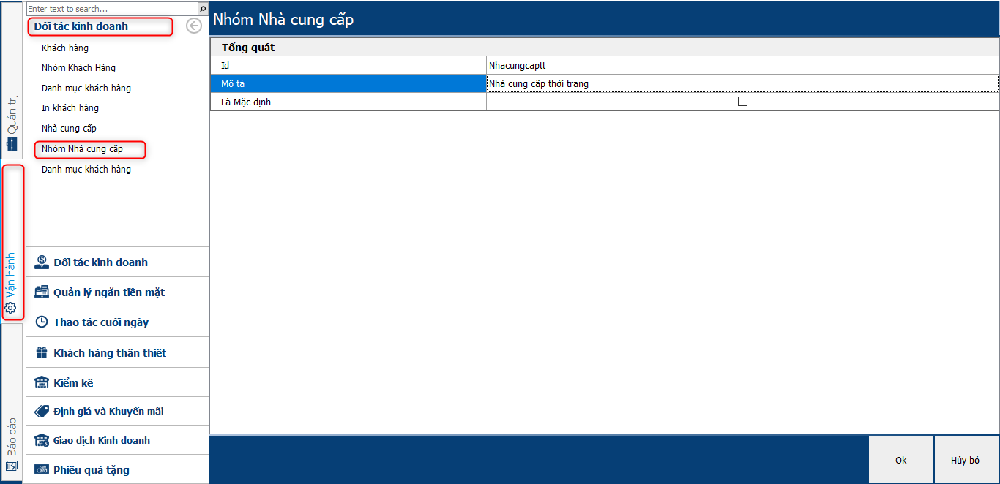 Enter text to search...
Đối tác kinh doanh
Khách hàng
Nhóm Khách Hàng
Danh mục khách hàng
In khách hàng
Nhà cung cấp
Nhóm Nhà cung cấp
Danh mục khách hàng
Quản trị
Vận hành
Báo cáo
Đối tác kinh doanh
Quản lý ngăn tiền mặt
Thao tác cuối ngày
Khách hàng thân thiết
Kiểm kê
Định giá và Khuyến mãi
Giao dịch Kinh doanh
Gift Card
Phiếu quà tặng
Nhóm Nhà cung cấp
Tổng quát
Id Nhacungcaptt
Mô tả Nhà cung cấp thời trang
Là Mặc định
Ok Hủy bỏ